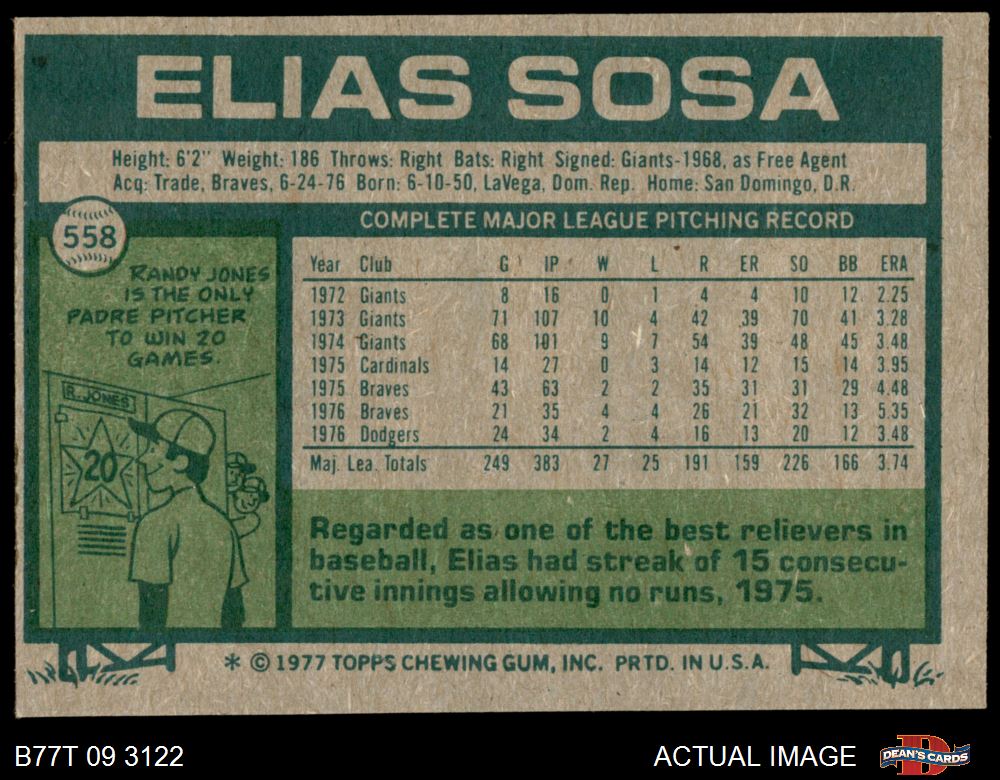 ELIAS SOSA
Height: 6'2" Weight: 186 Throws: Right Bats: Right Signed: Giants-1968, as Free Agent
Acq: Trade, Braves, 6-24-76 Born: 6-10-50, LaVega, Dom. Rep. Home: San Domingo, D.R.
558
RANDY JONES
IS THE ONLY
PADRE PITCHER
TO WIN 20
GAMES.
R. JONES
20
COMPLETE MAJOR LEAGUE PITCHING RECORD
Year Club G IP W L R ER SO BB ERA
1972 Giants 8 16 0 1 4 4 10 12 2.25
1973 Giants 71 107 10 4 42 39 70 41 3.28
1974 Giants 68 101 9 7 54 39 48 45 3.48
1975 Cardinals 14 27 0 3 14 12 15 14 3.95
1975 Braves 43 63 2 2 35 31 31 29 4.48
1976 Braves 21 35 4 4 26 21 32 13 5.35
1976 Dodgers 24 34 2 4 16 13 20 12 3.48
Maj. Lea. Totals 249 383 27 25 191 159 226 166 3.74
Regarded as one of the best relievers in
baseball, Elias had streak of 15 consecu-
tive innings allowing no runs, 1975.
* © 1977 TOPPS CHEWING GUM, INC. PRTD. IN U.S.A.
B77T 09 3122
ACTUAL IMAGE
D
DEAN'S CARDS